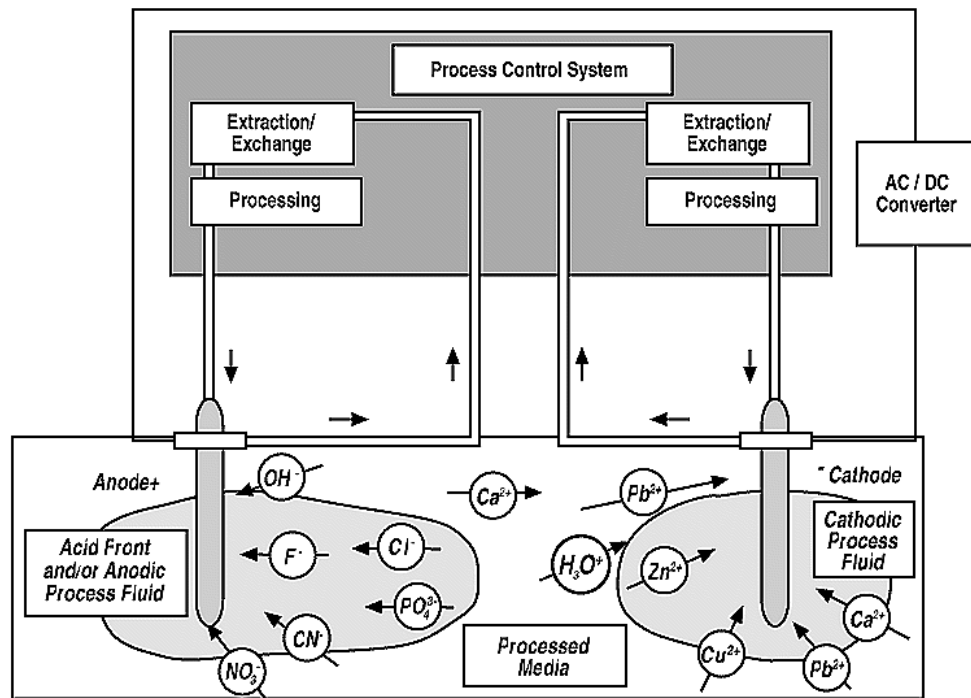 Process Control System
Extraction/
Exchange
Extraction/
Exchange
Processing
Processing
AC / DC
Converter
Anode+
OH⁻
Ca²⁺
Pb²⁺
- Cathode
Acid Front
and/or Anodic
Process Fluid
F⁻
Cl⁻
H₃O⁺
Zn²⁺
Cathodic
Process
Fluid
PO₄³⁻
CN⁻
NO₃⁻
Processed
Media
Cu²⁺
Pb²⁺
Ca²⁺